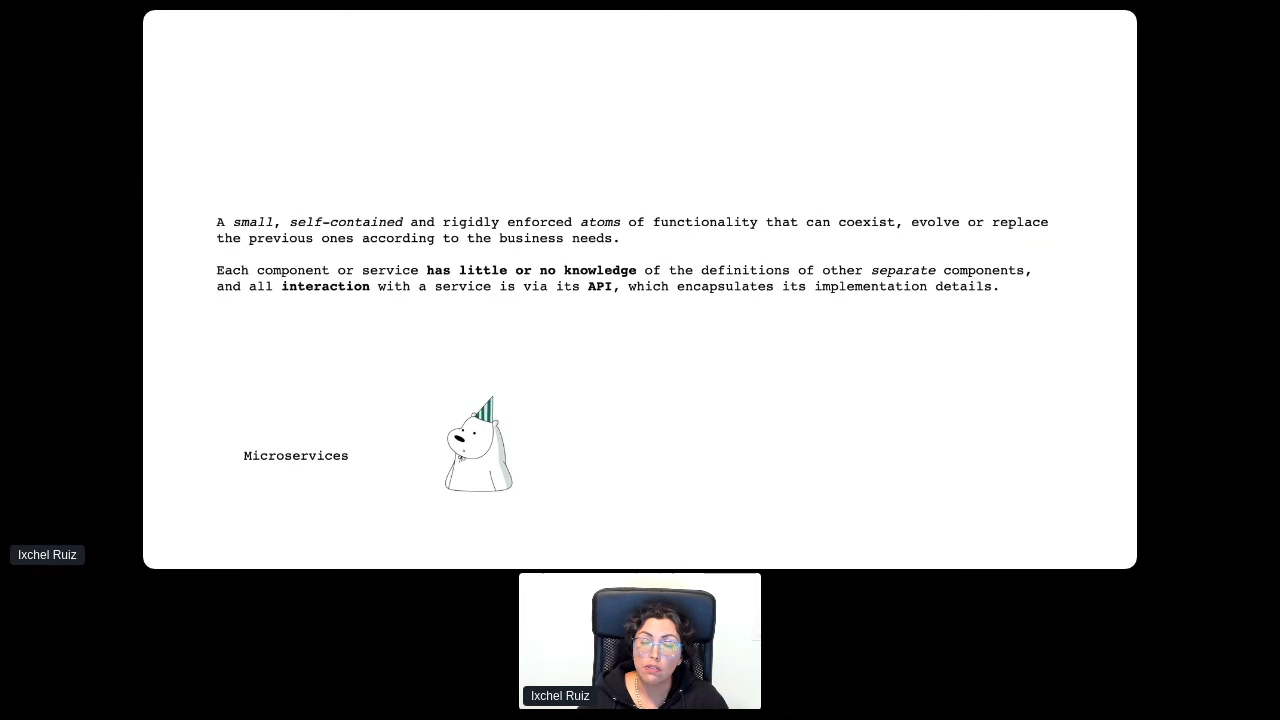 A small, self-contained and rigidly enforced atoms of functionality that can coexist, evolve or replace
the previous ones according to the business needs.
Each component or service has little or no knowledge of the definitions of other separate components,
and all interaction with a service is via its API, which encapsulates its implementation details.
Microservices
Ixchel Ruiz
Ixchel Ruiz